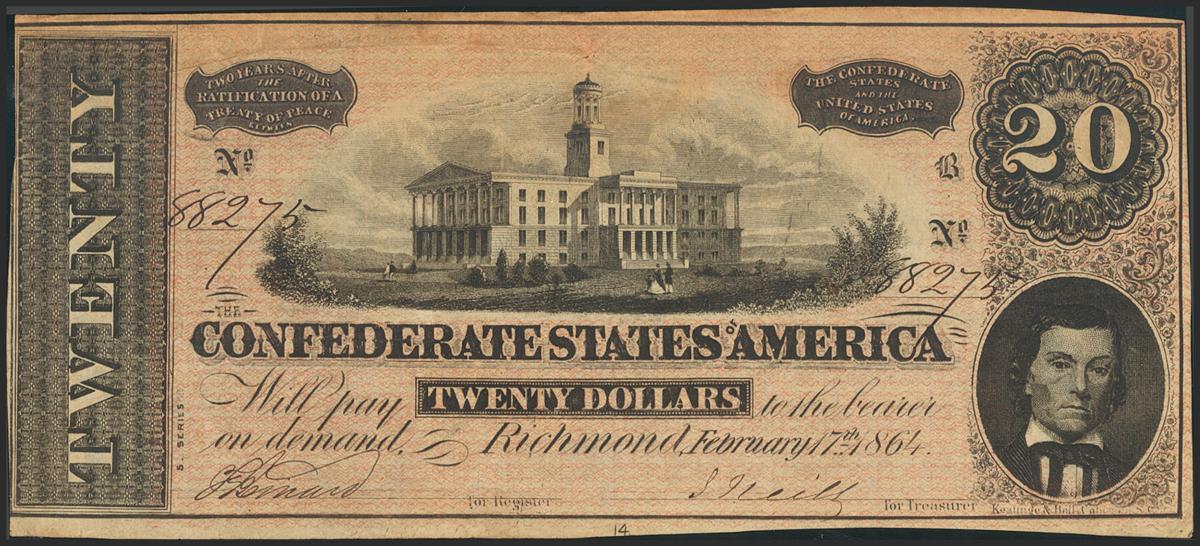 TWENTY
TWO YEARS AFTER
THE
RATIFICATION OF A
TREATY OF PEACE
BETWEEN
THE CONFEDERATE
STATES
AND THE
UNITED STATES
OF AMERICA.
20
No
88275
B
No
88275
THE
CONFEDERATE STATES OF AMERICA
Will pay TWENTY DOLLARS to the bearer
on demand. Richmond, February 17th 1864.
5. SERIES
for Register
for Treasurer
Keatinge & Ball, S.C.
14